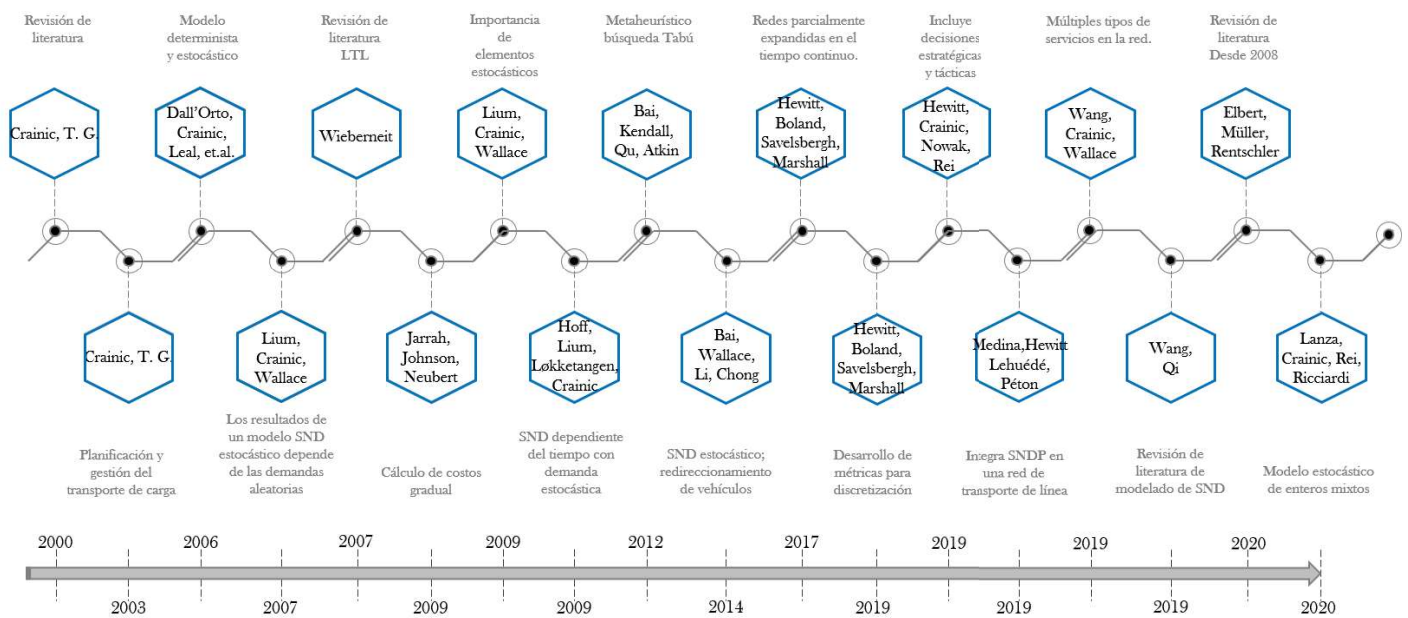 Revisión de
literatura
Modelo
determinista
y estocástico
Revisión de
literatura
LTL
Importancia
de
elementos
estocásticos
Metaheurístico
búsqueda Tabú
Redes parcialmente
expandidas en el
tiempo continuo.
Incluye
decisiones
estratégicas
y tácticas
Múltiples tipos de
servicios en la red.
Revisión de
literatura
Desde 2008
Crainic, T. G.
Dall'Orto,
Crainic,
Leal, et.al.
Wieberneit
Lium,
Crainic,
Wallace
Bai,
Kendall,
Qu, Atkin
Hewitt,
Boland,
Savelsbergh,
Marshall
Hewitt,
Crainic,
Nowak,
Rei
Wang,
Crainic,
Wallace
Elbert,
Müller,
Rentschler
Crainic, T. G.
Lium,
Crainic,
Wallace
Jarrah,
Johnson,
Neubert
Hoff,
Lium,
Løkketangen,
Crainic
Bai,
Wallace,
Li, Chong
Hewitt,
Boland,
Savelsbergh,
Marshall
Medina,Hewitt
Lehuédé,
Péton
Wang,
Qi
Lanza,
Crainic, Rei,
Ricciardi
Planificación y
gestión del
transporte de carga
Los resultados de
un modelo SND
estocástico depende
de las demandas
aleatorias
Cálculo de costos
gradual
SND dependiente
del tiempo con
demanda
estocástica
SND estocástico;
redireccionamiento
de vehículos
Desarrollo de
métricas para
discretización
Integra SNDP en
una red de
transporte de línea
Revisión de
literatura de
modelado de SND
Modelo estocástico
de enteros mixtos
2000
2006
2007
2009
2012
2017
2019
2019
2020
2003
2007
2009
2009
2014
2019
2019
2019
2020